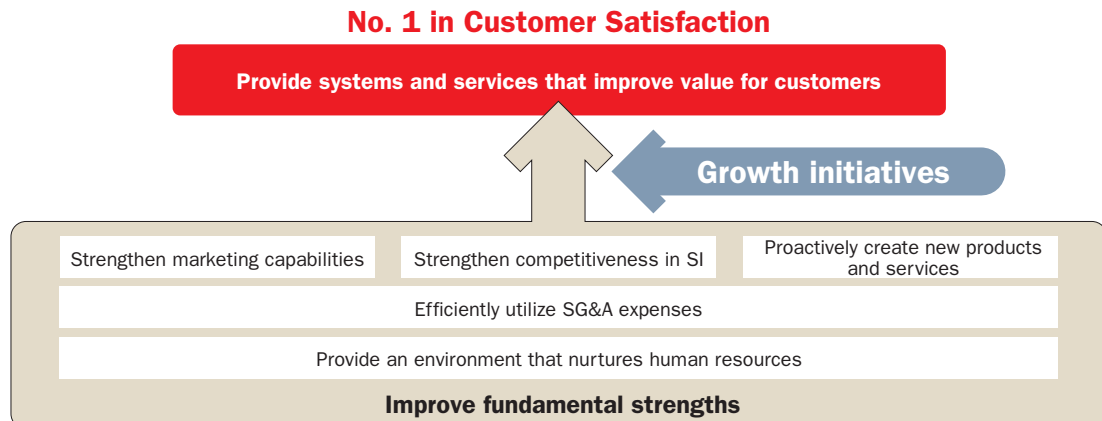 No. 1 in Customer Satisfaction
Provide systems and services that improve value for customers
Growth initiatives
Strengthen marketing capabilities
Strengthen competitiveness in SI
Proactively create new products
and services
Efficiently utilize SG&A expenses
Provide an environment that nurtures human resources
Improve fundamental strengths